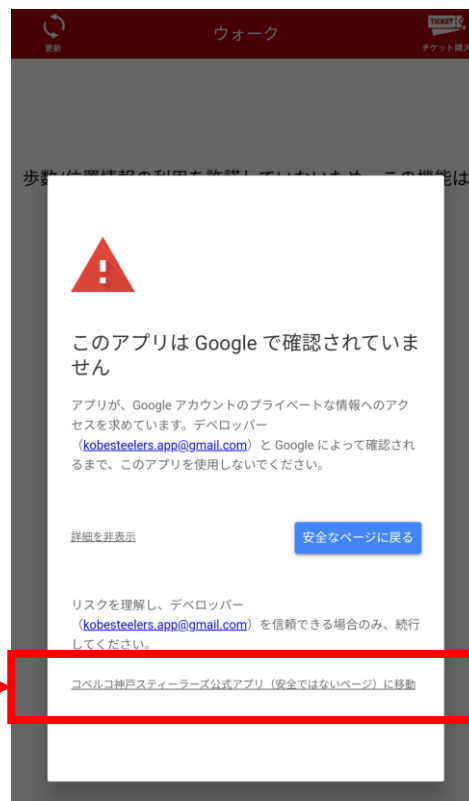 更新
ウォーク
TICKET
チケット購入
歩数/位置情報の利用を許諾していないため、この機能は
このアプリは Google で確認されていま
せん
アプリが、Google アカウントのプライベートな情報へのアク
セスを求めています。デベロッパー
（kobesteelers.app@gmail.com）と Google によって確認され
るまで、このアプリを使用しないでください。
詳細を非表示
安全なページに戻る
リスクを理解し、デベロッパー
（kobesteelers.app@gmail.com）を信頼できる場合のみ、続行
してください。
コベルコ神戸スティーラーズ公式アプリ（安全ではないページ）に移動